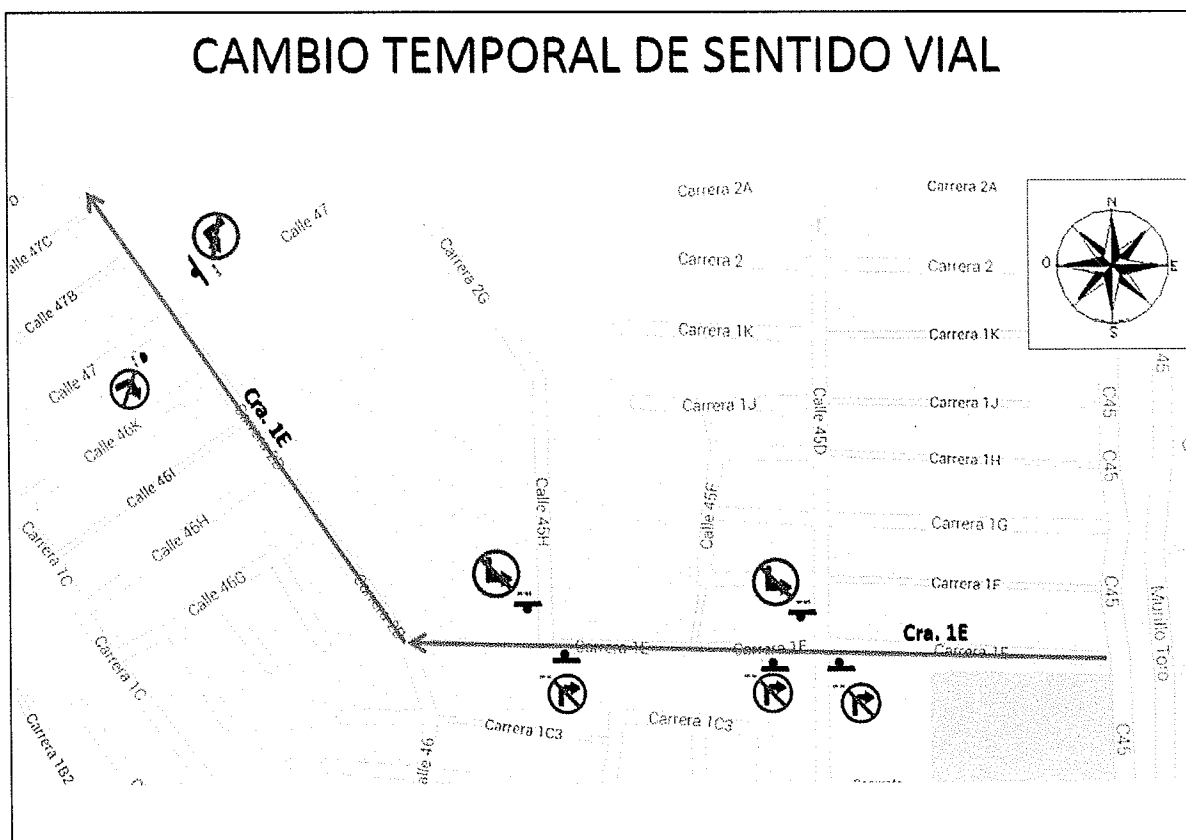 CAMBIO TEMPORAL DE SENTIDO VIAL
Carrera 2A
Carrera 2A
N
O
E
S
Calle 47
alle 47C
Carrera 2G
Carrera 2
Carrera 2
Calle 47B
Carrera 1K
Carrera 1K
45
Calle 47
Carrera 1J
Carrera 1J
C45
Cra. 1E
Calle 45D
Calle 46K
Carrera 1H
C45
Calle 46I
Calle 45H
Calle 45F
Carrera 1G
Calle 46H
Carrera 1C
Calle 46G
Carrera 1F
C45
Murillo Toro
Cra. 1E
Carrera 1E
Carrera 1E
Carrera 1E
Carrera 1C
Carrera 1C3
Carrera 1C3
C45
Carrera 1B2
alle 46